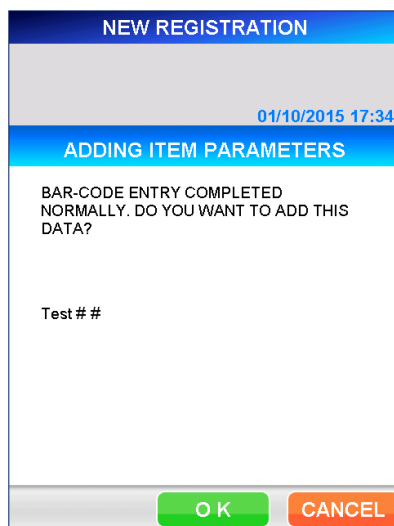 NEW REGISTRATION
01/10/2015 17:34
ADDING ITEM PARAMETERS
BAR-CODE ENTRY COMPLETED
NORMALLY. DO YOU WANT TO ADD THIS
DATA?
Test # #
O K
CANCEL